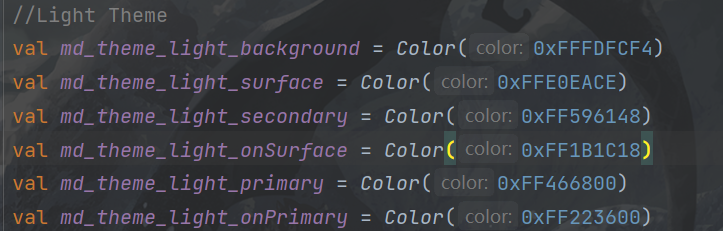 //Light Theme
val md_theme_light_background = Color( color: 0xFFFDFCF4)
val md_theme_light_surface = Color( color: 0xFFE0EACE)
val md_theme_light_secondary = Color( color: 0xFF596148)
val md_theme_light_onSurface = Color( color: 0xFF1B1C18)
val md_theme_light_primary = Color( color: 0xFF466800)
val md_theme_light_onPrimary = Color( color: 0xFF223600)